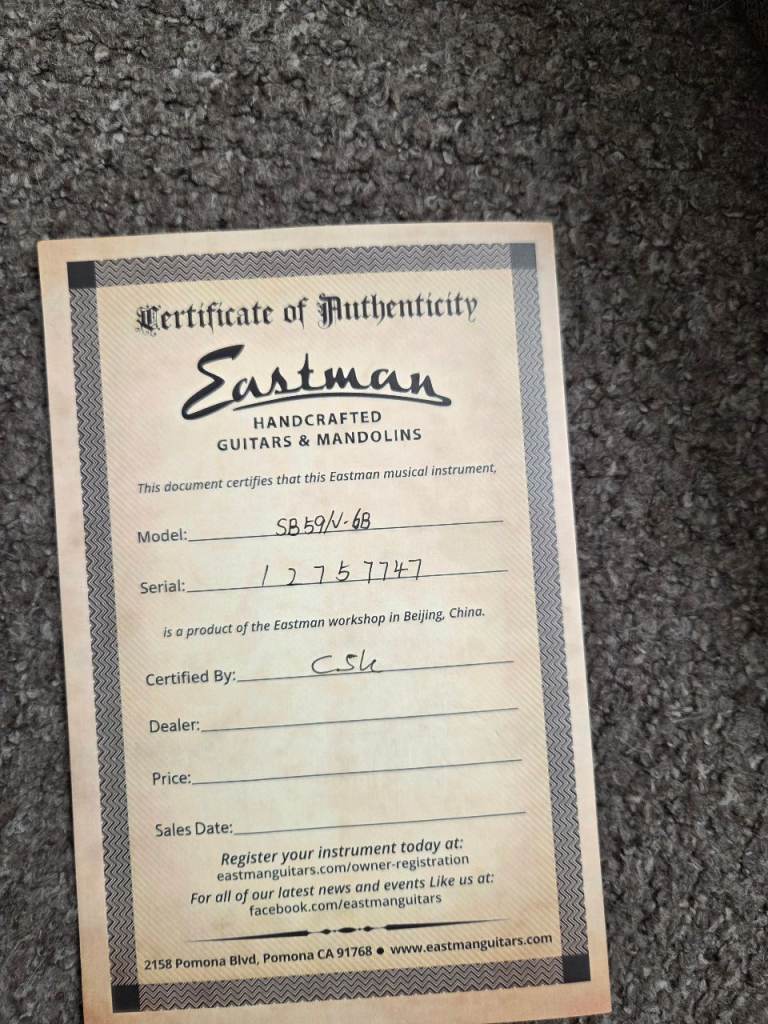 Certificate of Authenticity
Eastman
HANDCRAFTED
GUITARS & MANDOLINS
This document certifies that this Eastman musical instrument,
Model: SB59/V-GB
Serial: 12757747
is a product of the Eastman workshop in Beijing, China.
Certified By:
Dealer:
Price:
Sales Date:
Register your instrument today at:
eastmanguitars.com/owner-registration
For all of our latest news and events Like us at:
facebook.com/eastmanguitars
2158 Pomona Blvd, Pomona CA 91768 ● www.eastmanguitars.com